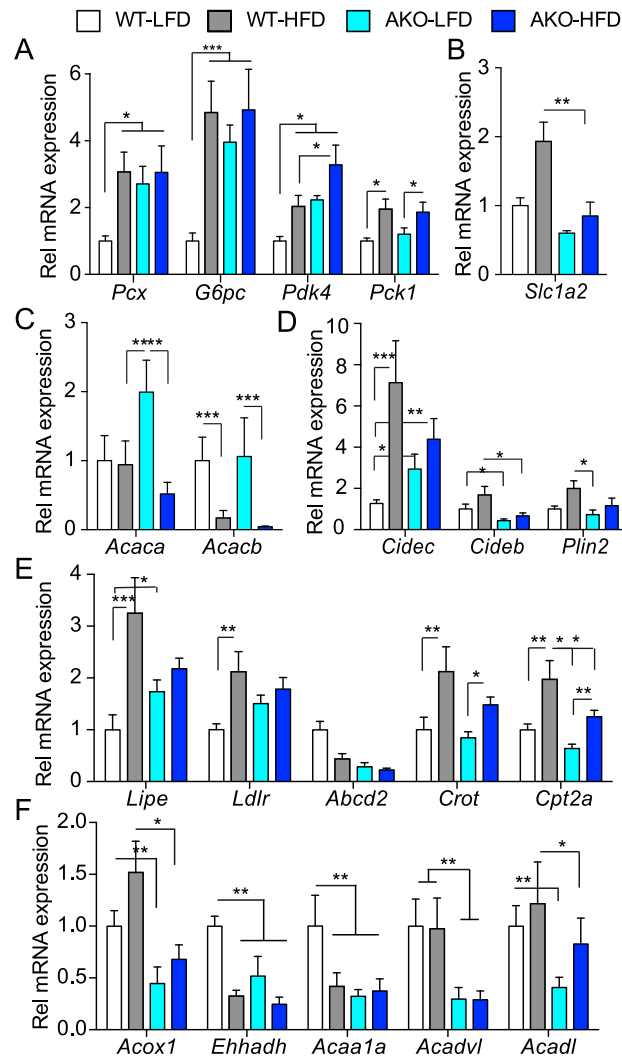 WT-LFD WT-HFD AKO-LFD AKO-HFD
A
Rel mRNA expression
6
4
2
0
*
***
*
*
*
*
Pcx G6pc Pdk4 Pck1
B
Rel mRNA expression
3
2
1
0
**
Slc1a2
C
Rel mRNA expression
3
2
1
0
****
***
***
Acaca Acacb
D
Rel mRNA expression
10
8
6
4
2
0
***
**
*
*
*
*
Cidec Cideb Plin2
E
Rel mRNA expression
4
3
2
1
0
*
***
**
**
*
** * *
**
Lipe Ldlr Abcd2 Crot Cpt2a
F
Rel mRNA expression
2.0
1.5
1.0
0.5
0.0
*
**
**
**
**
*
**
Acox1 Ehhadh Acaa1a Acadvl Acadl